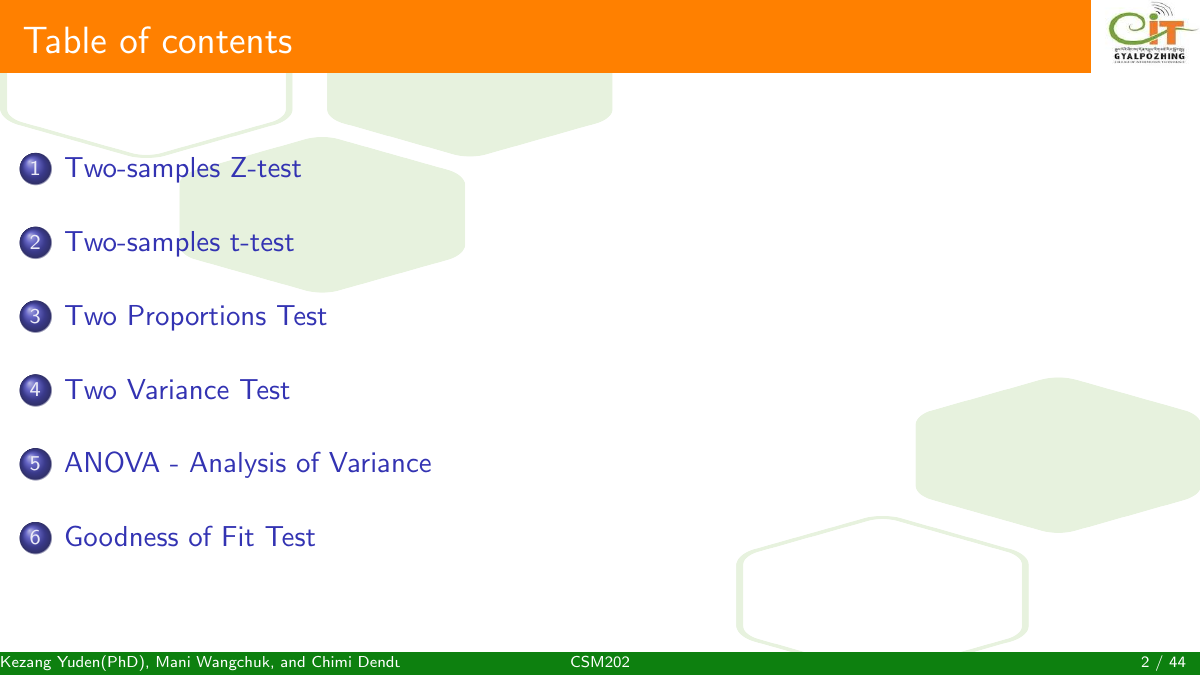 Table of contents
CiT
GYALPOZHING
1 Two-samples Z-test
2 Two-samples t-test
3 Two Proportions Test
4 Two Variance Test
5 ANOVA - Analysis of Variance
6 Goodness of Fit Test
Kezang Yuden(PhD), Mani Wangchuk, and Chimi Dendu CSM202 2 / 44